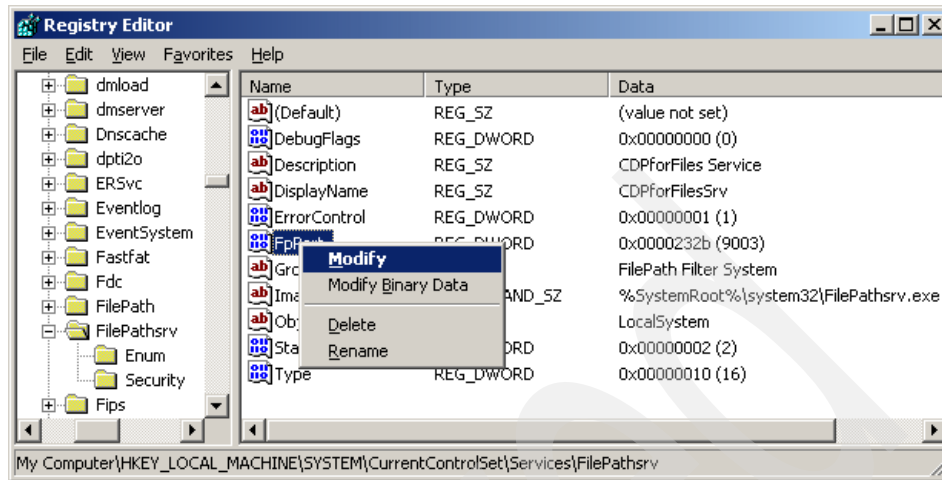 Registry Editor
File Edit View Favorites Help
dmload
dmserver
Dnscache
dpti2o
ERSvc
Eventlog
EventSystem
Fastfat
Fdc
FilePath
FilePathsrv
Enum
Security
Fips
Name Type Data
(Default) REG_SZ (value not set)
DebugFlags REG_DWORD 0x00000000 (0)
Description REG_SZ CDPforFiles Service
DisplayName REG_SZ CDPforFilesSrv
ErrorControl REG_DWORD 0x00000001 (1)
REG_DWORD 0x0000232b (9003)
FilePath Filter System
%SystemRoot%\system32\FilePathsrv.exe
LocalSystem
0x00000002 (2)
Type REG_DWORD 0x00000010 (16)
Modify
Modify Binary Data
Delete
Rename
My Computer\HKEY_LOCAL_MACHINE\SYSTEM\CurrentControlSet\Services\FilePathsrv